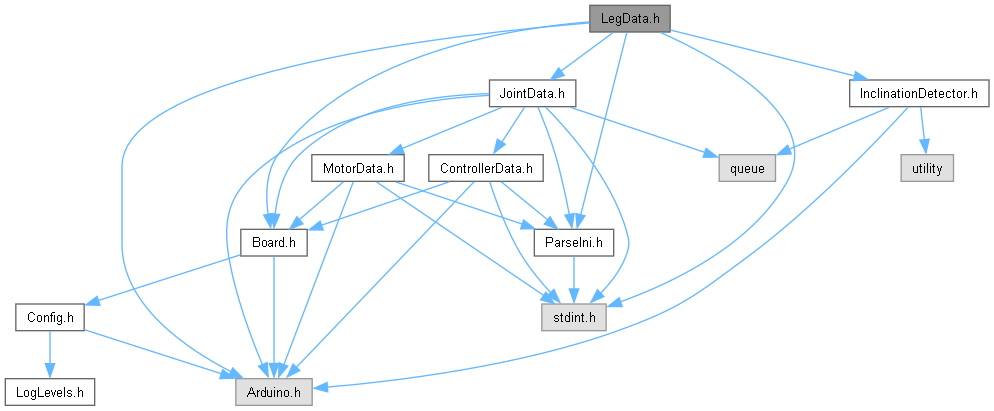 LegData.h
JointData.h
InclinationDetector.h
MotorData.h
ControllerData.h
queue
utility
Board.h
ParseIni.h
Config.h
stdint.h
LogLevels.h
Arduino.h